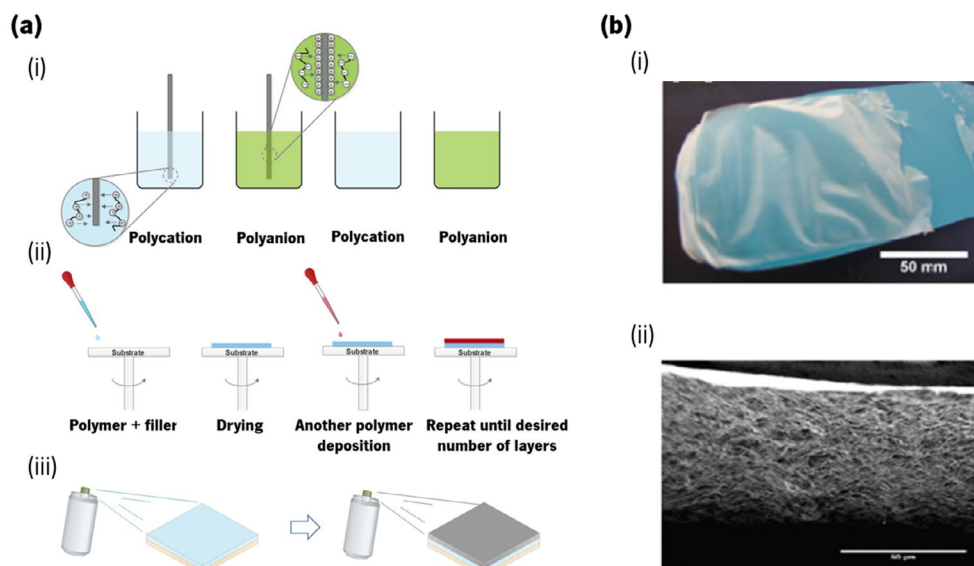 (a)
(i)
Polycation
Polyanion
Polycation
Polyanion
(ii)
Substrate
Substrate
Substrate
Substrate
Polymer + filler
Drying
Another polymer
deposition
Repeat until desired
number of layers
(iii)
(b)
(i)
50 mm
(ii)